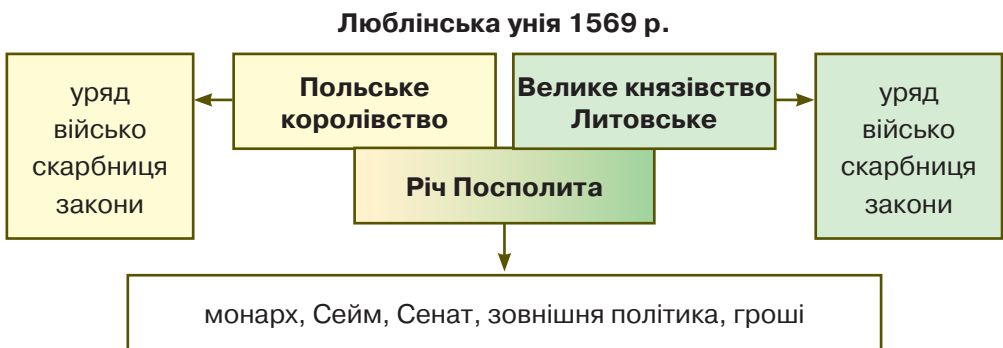 Люблінська унія 1569 р.
уряд
військо
скарбниця
закони
Польське
королівство
Велике князівство
Литовське
уряд
військо
скарбниця
закони
Річ Посполита
монарх, Сейм, Сенат, зовнішня політика, гроші